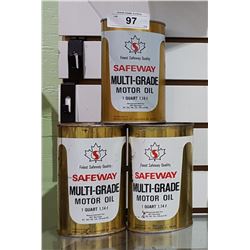 97
Finest Safeway Quality
SAFEWAY
MULTI-GRADE
MOTOR OIL
1 QUART 1.14 ℓ
Finest Safeway Quality
SAFEWAY
MULTI-GRADE
MOTOR OIL
1 QUART 1.14 ℓ
Finest Safeway Quality
SAFEWAY
MULTI-GRADE
MOTOR OIL
1 QUART 1.14 ℓ